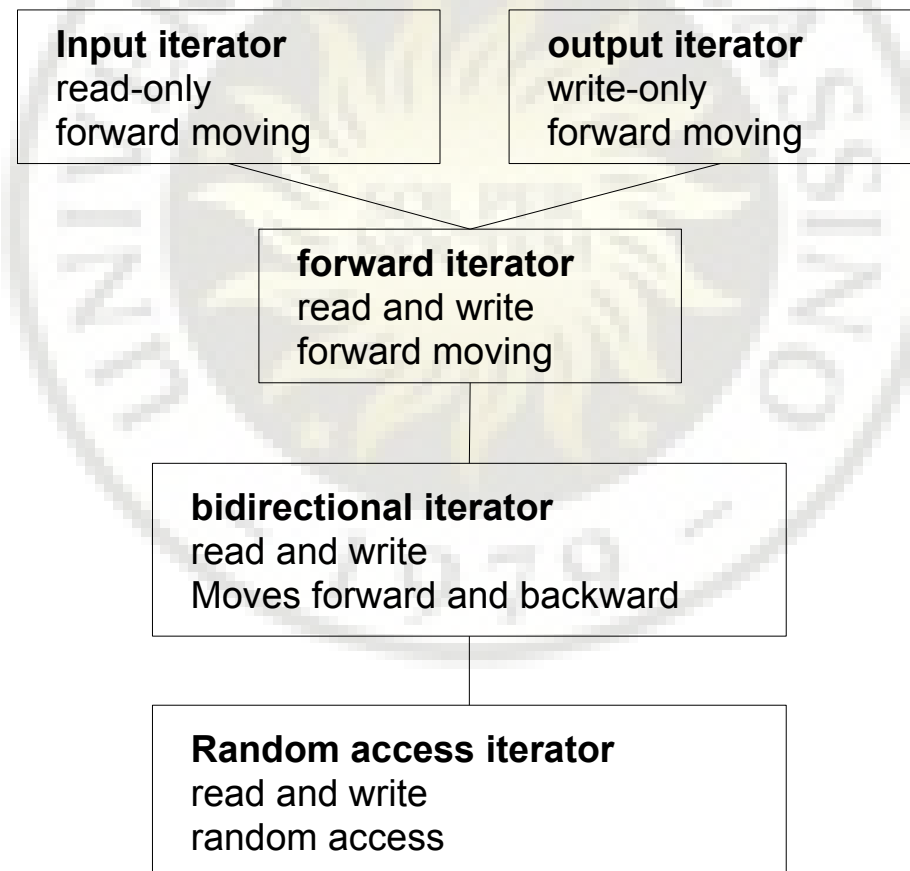 Input iterator
read-only
forward moving
output iterator
write-only
forward moving
forward iterator
read and write
forward moving
bidirectional iterator
read and write
Moves forward and backward
Random access iterator
read and write
random access